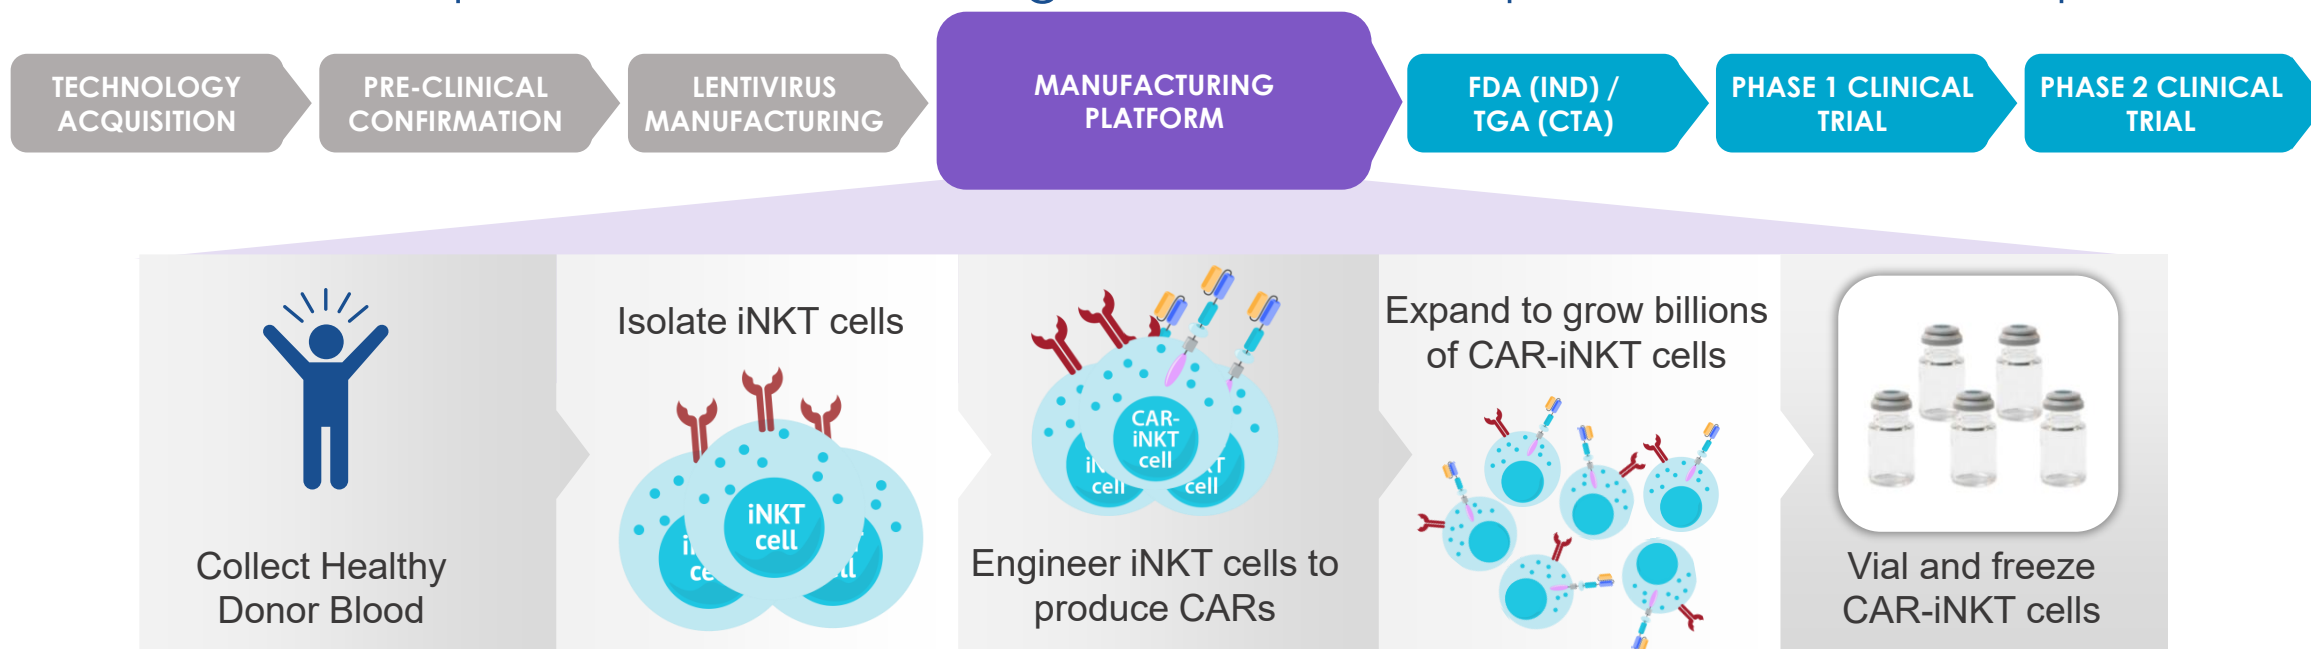 TECHNOLOGY
ACQUISITION
PRE-CLINICAL
CONFIRMATION
LENTIVIRUS
MANUFACTURING
MANUFACTURING
PLATFORM
FDA (IND) /
TGA (CTA)
PHASE 1 CLINICAL
TRIAL
PHASE 2 CLINICAL
TRIAL
Collect Healthy
Donor Blood
Isolate iNKT cells
iNKT
cell
CAR-
iNKT
cell
cell
cell
Engineer iNKT cells to
produce CARs
Expand to grow billions
of CAR-iNKT cells
Vial and freeze
CAR-iNKT cells